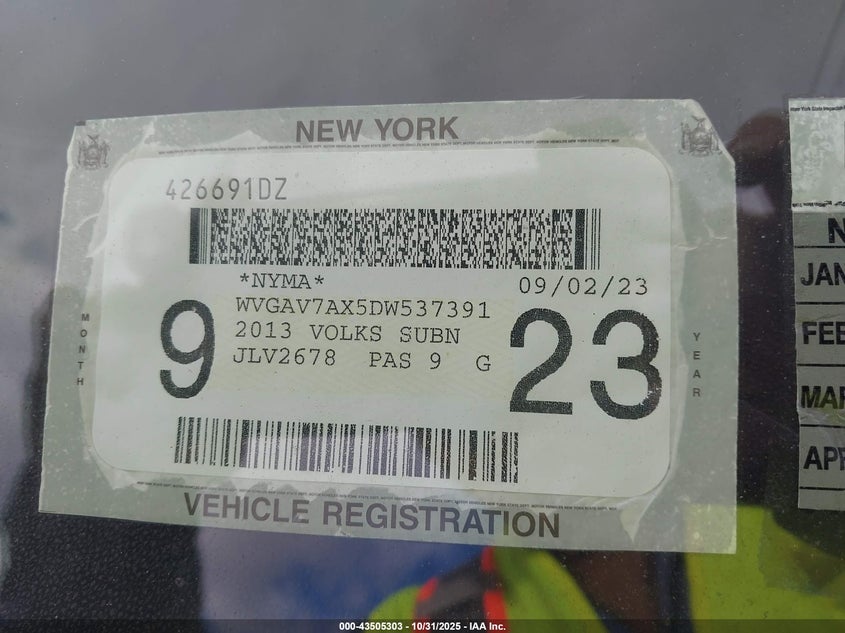 NEW YORK
426691DZ
*NYMA*
09/02/23
WVGAV7AX5DW537391
2013 VOLKS SUBN
JLV2678 PAS 9 G
9
23
MONTH
YEAR
VEHICLE REGISTRATION
JAN
FEB
MAR
APR
000-43505303 - 10/31/2025 - IAA Inc.